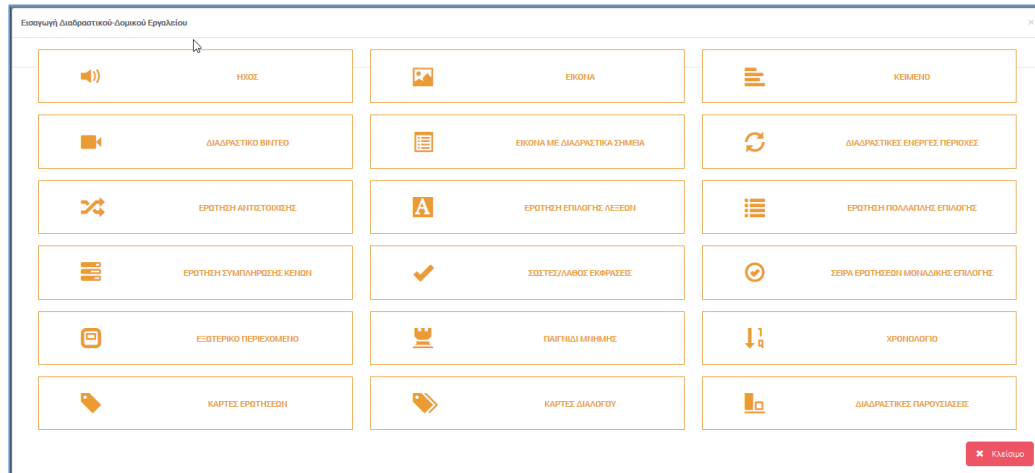 Εισαγωγή Διαδραστικού-Δομικού Εργαλείου
ΗΧΟΣ
ΕΙΚΟΝΑ
ΚΕΙΜΕΝΟ
ΔΙΑΔΡΑΣΤΙΚΟ ΒΙΝΤΕΟ
ΕΙΚΟΝΑ ΜΕ ΔΙΑΔΡΑΣΤΙΚΑ ΣΗΜΕΙΑ
ΔΙΑΔΡΑΣΤΙΚΕΣ ΕΝΕΡΓΕΣ ΠΕΡΙΟΧΕΣ
ΕΡΩΤΗΣΗ ΑΝΤΙΣΤΟΙΧΙΣΗΣ
ΕΡΩΤΗΣΗ ΕΠΙΛΟΓΗΣ ΛΕΞΕΩΝ
ΕΡΩΤΗΣΗ ΠΟΛΛΑΠΛΗΣ ΕΠΙΛΟΓΗΣ
ΕΡΩΤΗΣΗ ΣΥΜΠΛΗΡΩΣΗΣ ΚΕΝΩΝ
ΣΩΣΤΕΣ/ΛΑΘΟΣ ΕΚΦΡΑΣΕΙΣ
ΣΕΙΡΑ ΕΡΩΤΗΣΕΩΝ ΜΟΝΑΔΙΚΗΣ ΕΠΙΛΟΓΗΣ
ΕΞΩΤΕΡΙΚΟ ΠΕΡΙΕΧΟΜΕΝΟ
ΠΑΙΓΝΙΔΙ ΜΝΗΜΗΣ
ΧΡΟΝΟΛΟΓΙΟ
ΚΑΡΤΕΣ ΕΡΩΤΗΣΕΩΝ
ΚΑΡΤΕΣ ΔΙΑΛΟΓΟΥ
ΔΙΑΔΡΑΣΤΙΚΕΣ ΠΑΡΟΥΣΙΑΣΕΙΣ
Κλείσιμο